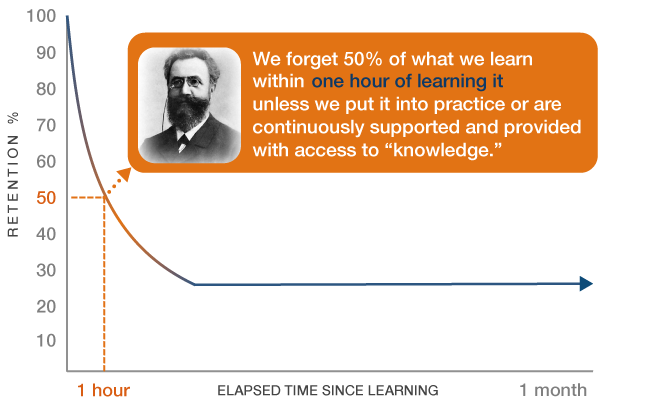 100
90
80
70
60
50
40
30
20
10
RETENTION %
We forget 50% of what we learn
within one hour of learning it
unless we put it into practice or are
continuously supported and provided
with access to “knowledge.”
1 hour
ELAPSED TIME SINCE LEARNING
1 month